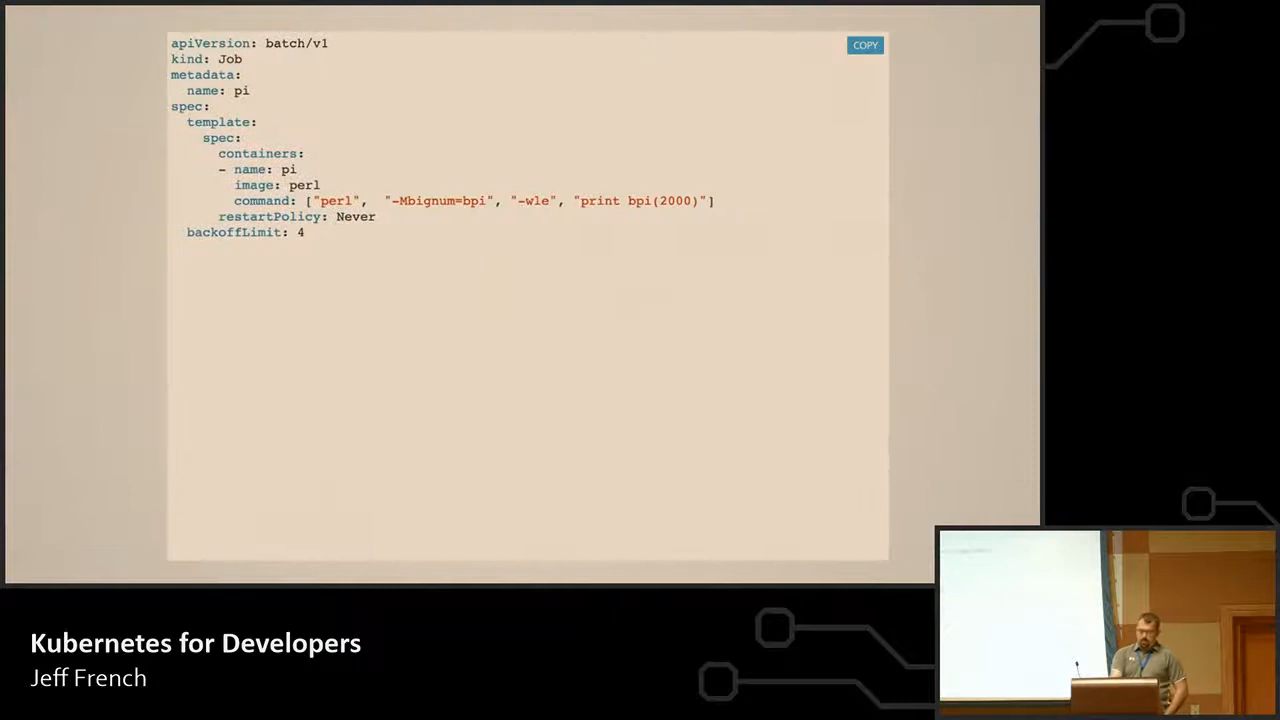 apiVersion: batch/v1
COPY
kind: Job
metadata:
  name: pi
spec:
  template:
    spec:
      containers:
      - name: pi
        image: perl
        command: ["perl",  "-Mbignum=bpi", "-wle", "print bpi(2000)"]
      restartPolicy: Never
  backoffLimit: 4
Kubernetes for Developers
Jeff French